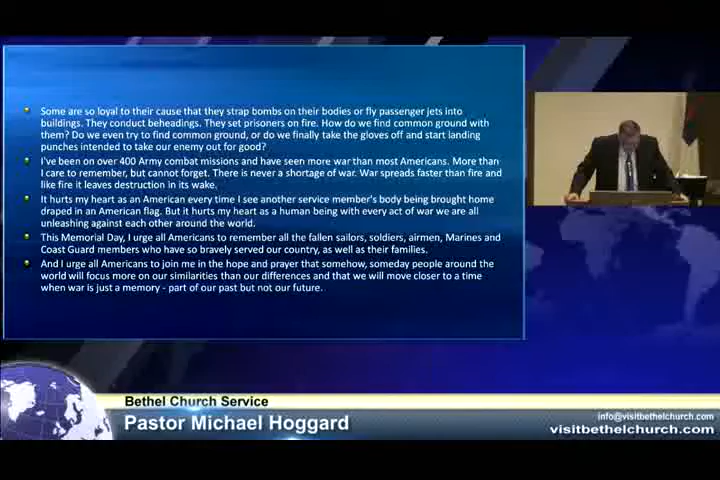 Some are so loyal to their cause that they strap bombs on their bodies or fly passenger jets into
buildings. They conduct beheadings. They set prisoners on fire. How do we find common ground with
them? Do we even try to find common ground, or do we finally take the gloves off and start landing
punches intended to take our enemy out for good?
I've been on over 400 Army combat missions and have seen more war than most Americans. More than
I care to remember, but cannot forget. There is never a shortage of war. War spreads faster than fire and
like fire it leaves destruction in its wake.
It hurts my heart as an American every time I see another service member's body being brought home
draped in an American flag. But it hurts my heart as a human being with every act of war we are all
unleashing against each other around the world.
This Memorial Day, I urge all Americans to remember all the fallen sailors, soldiers, airmen, Marines and
Coast Guard members who have so bravely served our country, as well as their families.
And I urge all Americans to join me in the hope and prayer that somehow, someday people around the
world will focus more on our similarities than our differences and that we will move closer to a time
when war is just a memory - part of our past but not our future.
Bethel Church Service
Pastor Michael Hoggard
info@visitbethelchurch.com
visitbethelchurch.com